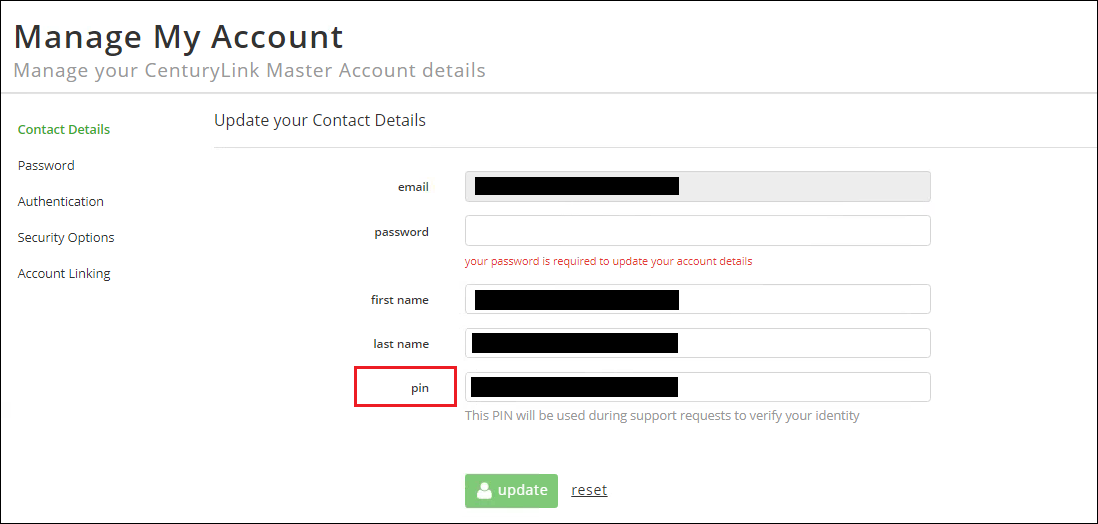 Manage My Account
Manage your CenturyLink Master Account details
Contact Details
Password
Authentication
Security Options
Account Linking
Update your Contact Details
email
password
your password is required to update your account details
first name
last name
pin
This PIN will be used during support requests to verify your identity
update reset